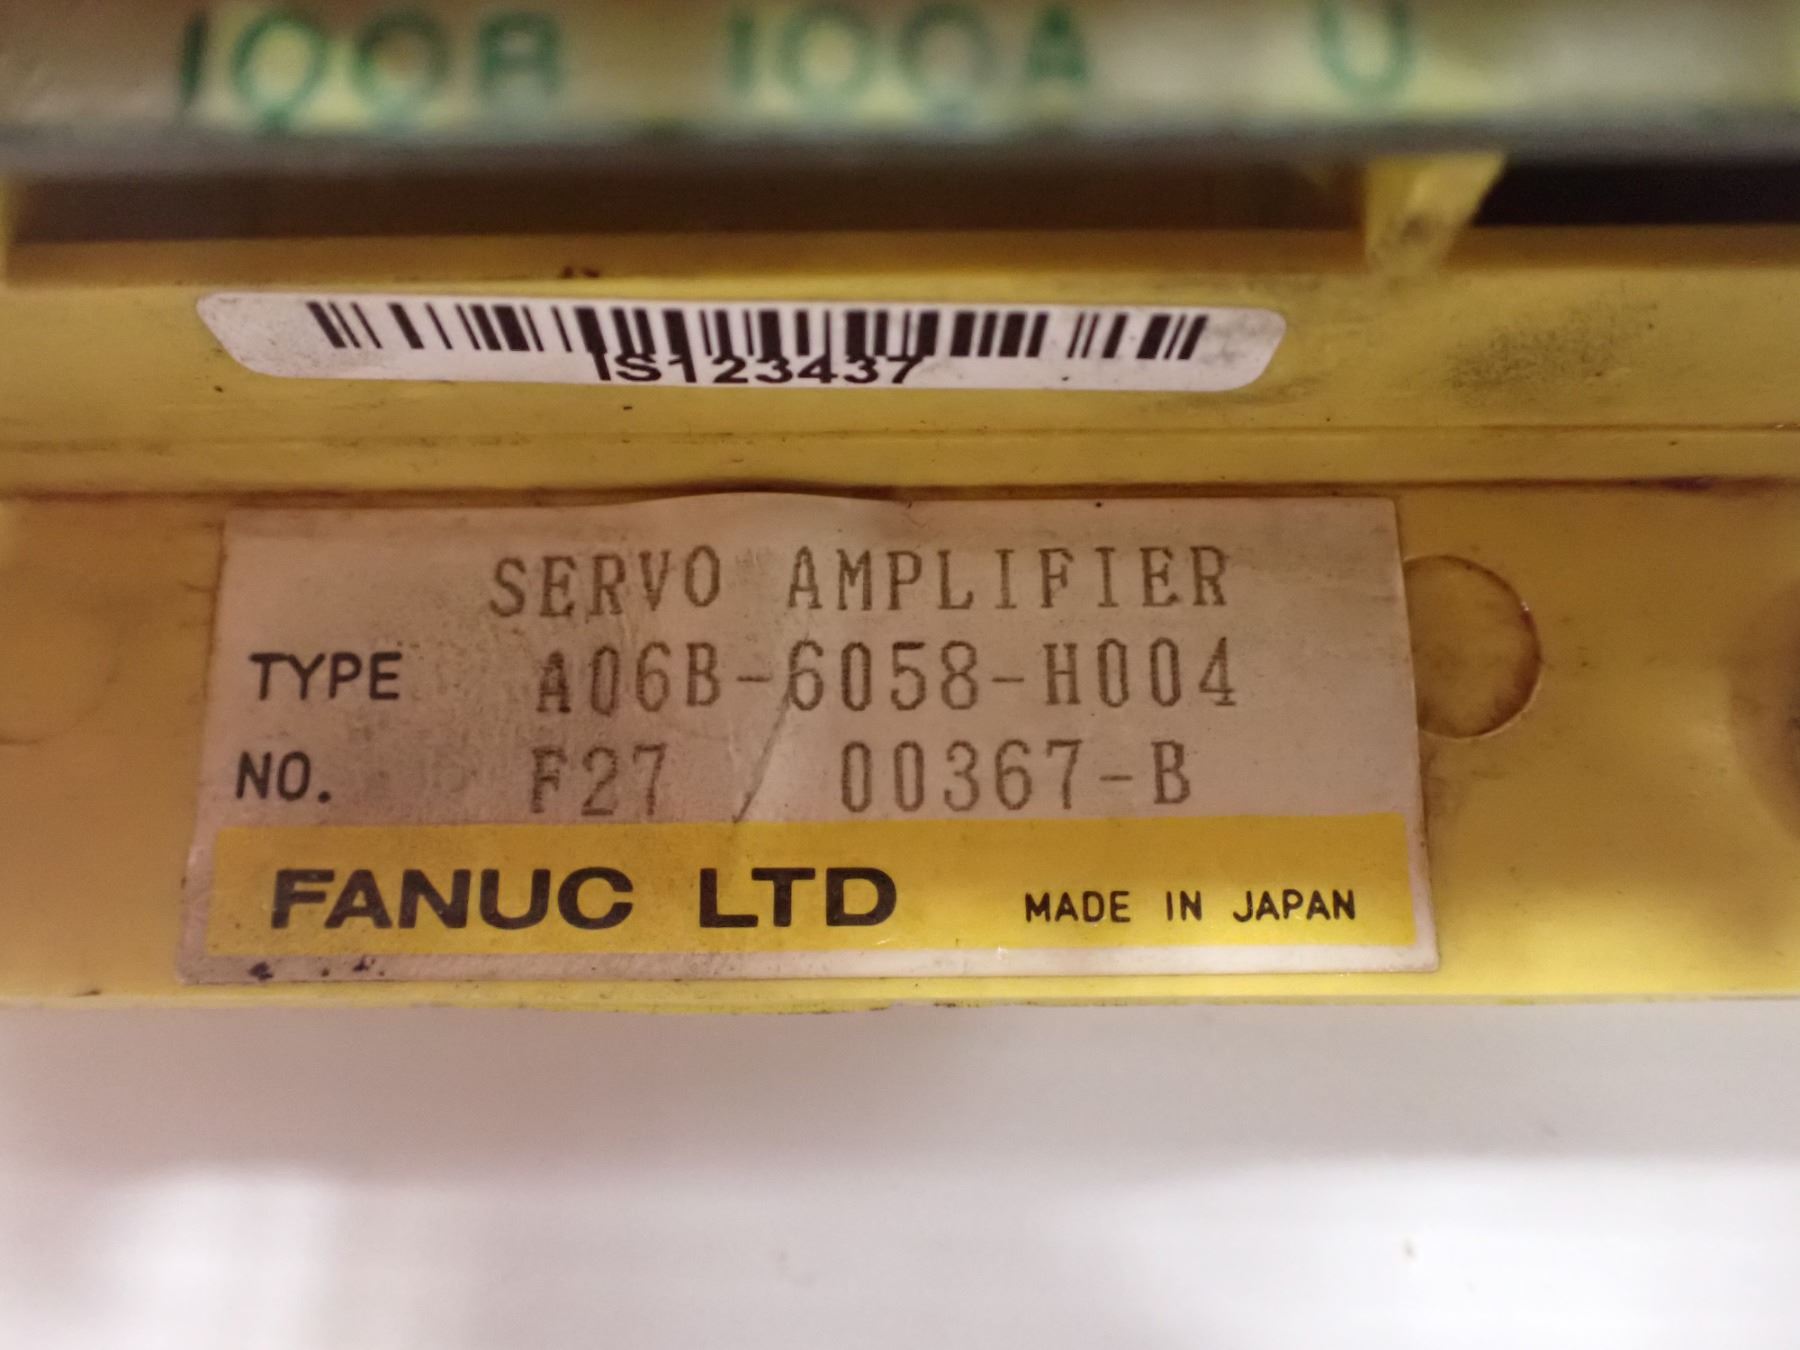 100B 100A U
IS123437
SERVO AMPLIFIER
TYPE A06B-6058-H004
NO. F27 00367-B
FANUC LTD MADE IN JAPAN